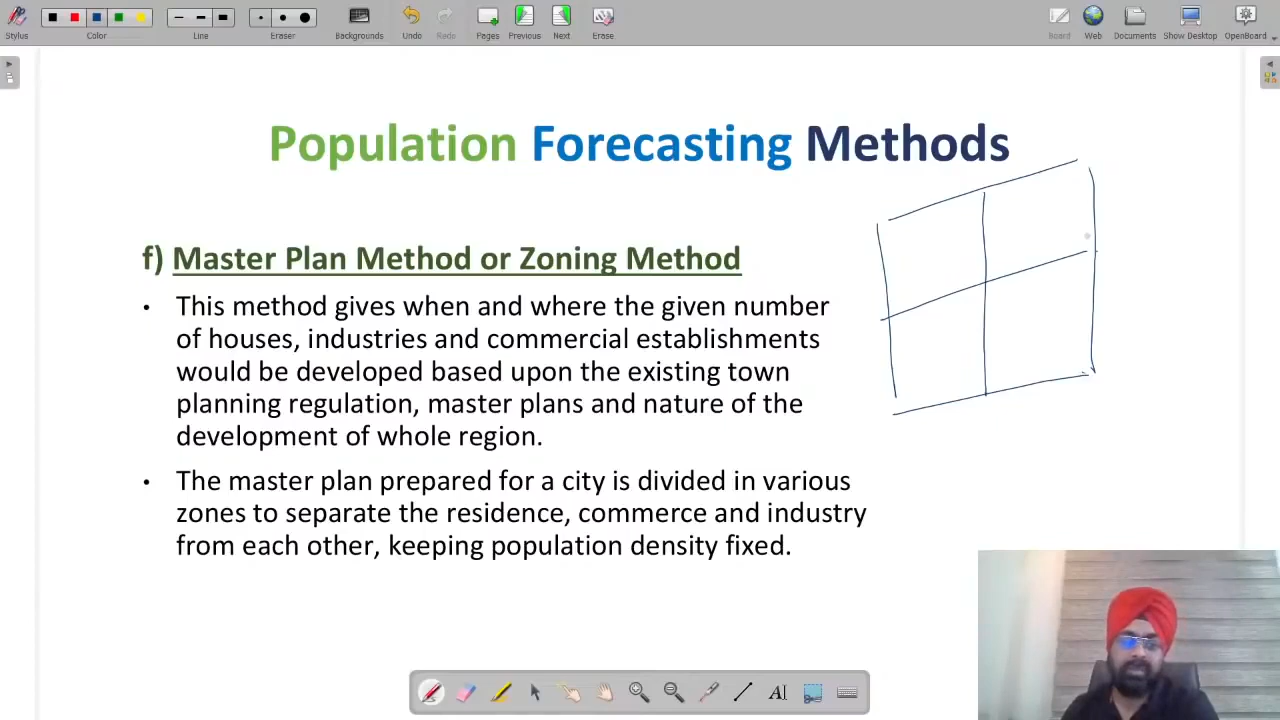 Stylus
Color
Line
Eraser
Backgrounds
Undo
Redo
Pages
Previous
Next
Erase
Board
Web
Documents
Show Desktop
OpenBoard
Population Forecasting Methods
f) Master Plan Method or Zoning Method
• This method gives when and where the given number
of houses, industries and commercial establishments
would be developed based upon the existing town
planning regulation, master plans and nature of the
development of whole region.
• The master plan prepared for a city is divided in various
zones to separate the residence, commerce and industry
from each other, keeping population density fixed.
AI